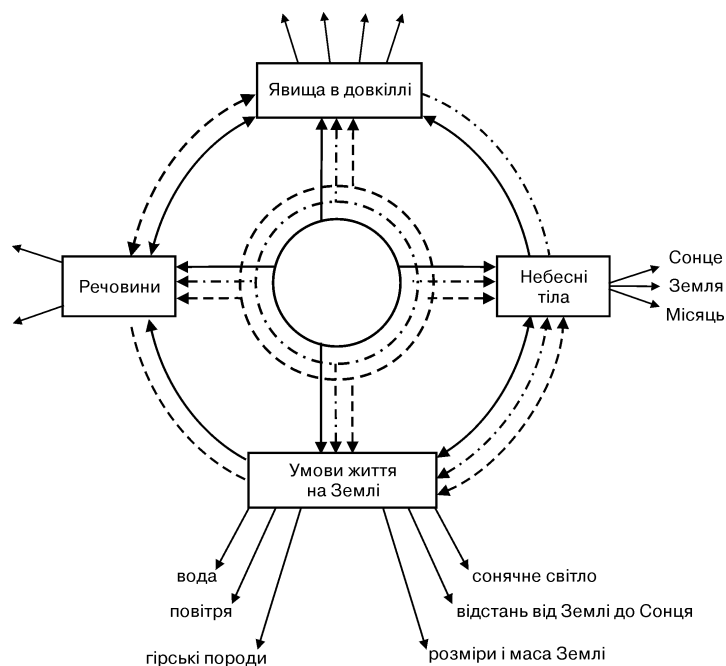 Явища в довкіллі
Речовини
Небесні
тіла
Сонце
Земля
Місяць
Умови життя
на Землі
вода
сонячне світло
повітря
відстань від Землі до Сонця
гірські породи
розміри і маса Землі